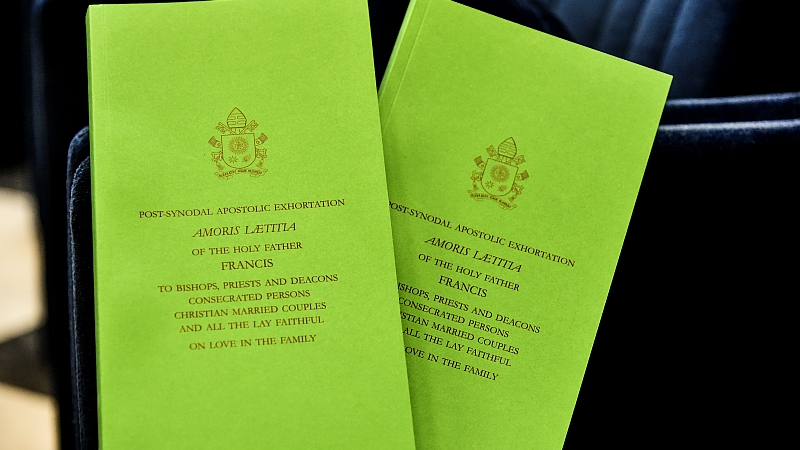 POST-SYNODAL APOSTOLIC EXHORTATION
AMORIS LÆTITIA
OF THE HOLY FATHER
FRANCIS
TO BISHOPS, PRIESTS AND DEACONS
CONSECRATED PERSONS
CHRISTIAN MARRIED COUPLES
AND ALL THE LAY FAITHFUL
ON LOVE IN THE FAMILY
POST-SYNODAL APOSTOLIC EXHORTATION
AMORIS LÆTITIA
OF THE HOLY FATHER
FRANCIS
ISHOPS, PRIESTS AND DEACONS
CONSECRATED PERSONS
ISTIAN MARRIED COUPLES
ALL THE LAY FAITHFUL
LOVE IN THE FAMILY